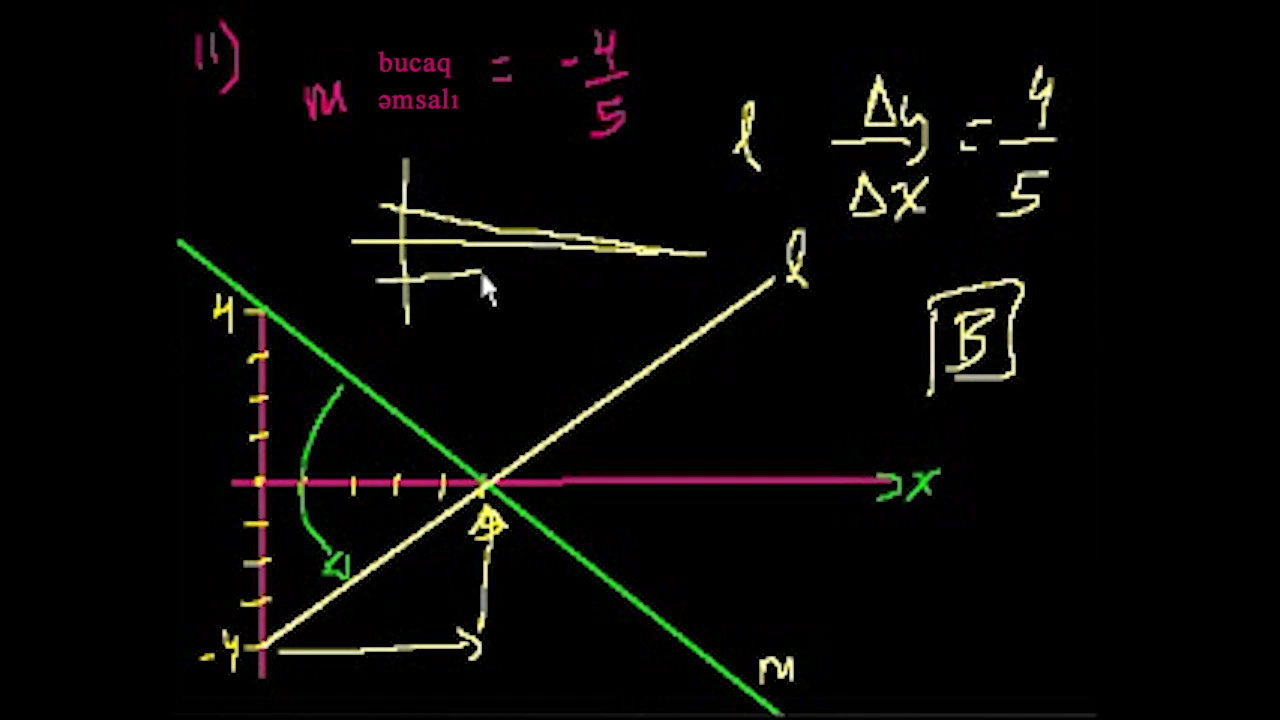 11)
m bucaq əmsalı = -4/5
l Δy/Δx = 4/5
l
4
B
x
-4
m